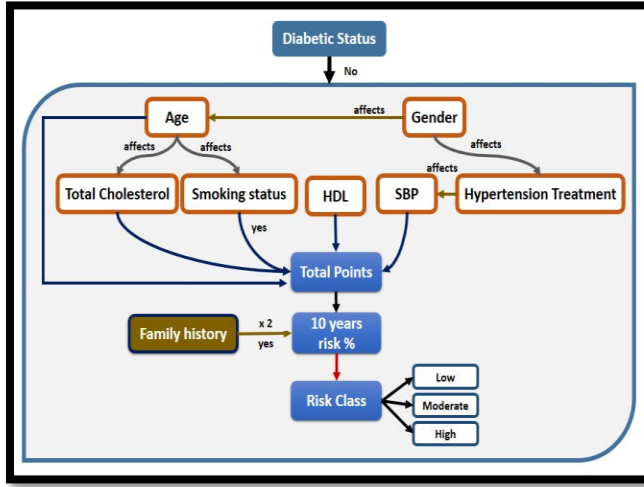 Diabetic Status
No
affects
Age
Gender
affects
affects
affects
affects
Total Cholesterol
Smoking status
HDL
SBP
Hypertension Treatment
yes
Total Points
Family history
x 2
yes
10 years
risk %
Risk Class
Low
Moderate
High